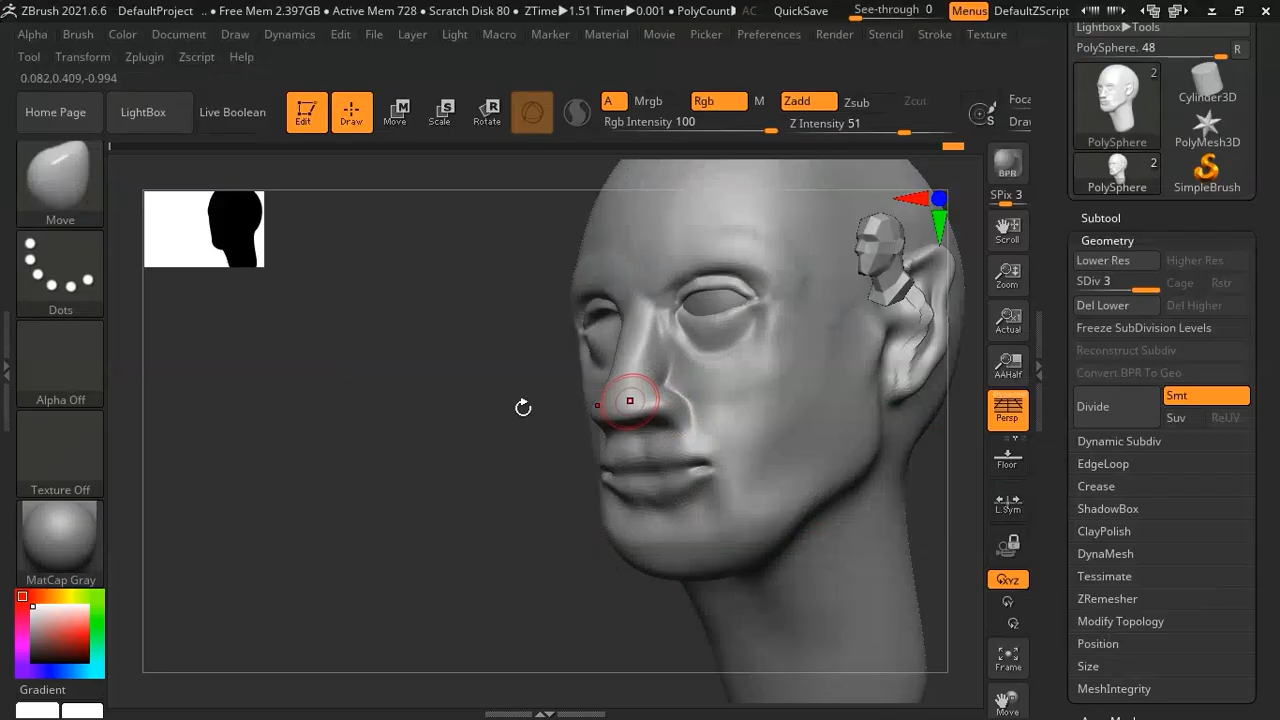 ZBrush 2021.6.6 DefaultProject .. • Free Mem 2.397GB • Active Mem 728 • Scratch Disk 80 • ZTime▶1.51 Timer▶0.001 • PolyCount▶ AC QuickSave See-through 0 Menus DefaultZScript
Alpha Brush Color Document Draw Dynamics Edit File Layer Light Macro Marker Material Movie Picker Preferences Render Stencil Stroke Texture
Tool Transform Zplugin Zscript Help
0.082,0.409,-0.994
Home Page LightBox Live Boolean Edit Draw Move Scale Rotate
A Mrgb Rgb M Zadd Zsub Zcut Foca
Rgb Intensity 100 Z Intensity 51 Draw
Move
Dots
Alpha Off
Texture Off
MatCap Gray
Gradient
BPR
SPix 3
Scroll
Zoom
Actual
AAHalf
Persp
Floor
L.Sym
XYZ
Y
Z
Frame
Move
Lightbox▶Tools
PolySphere. 48 R
2
Cylinder3D
PolySphere PolyMesh3D
2
PolySphere SimpleBrush
Subtool
Geometry
Lower Res Higher Res
SDiv 3 Cage Rstr
Del Lower Del Higher
Freeze SubDivision Levels
Reconstruct Subdiv
Convert BPR To Geo
Divide Smt
Suv ReUV
Dynamic Subdiv
EdgeLoop
Crease
ShadowBox
ClayPolish
DynaMesh
Tessimate
ZRemesher
Modify Topology
Position
Size
MeshIntegrity